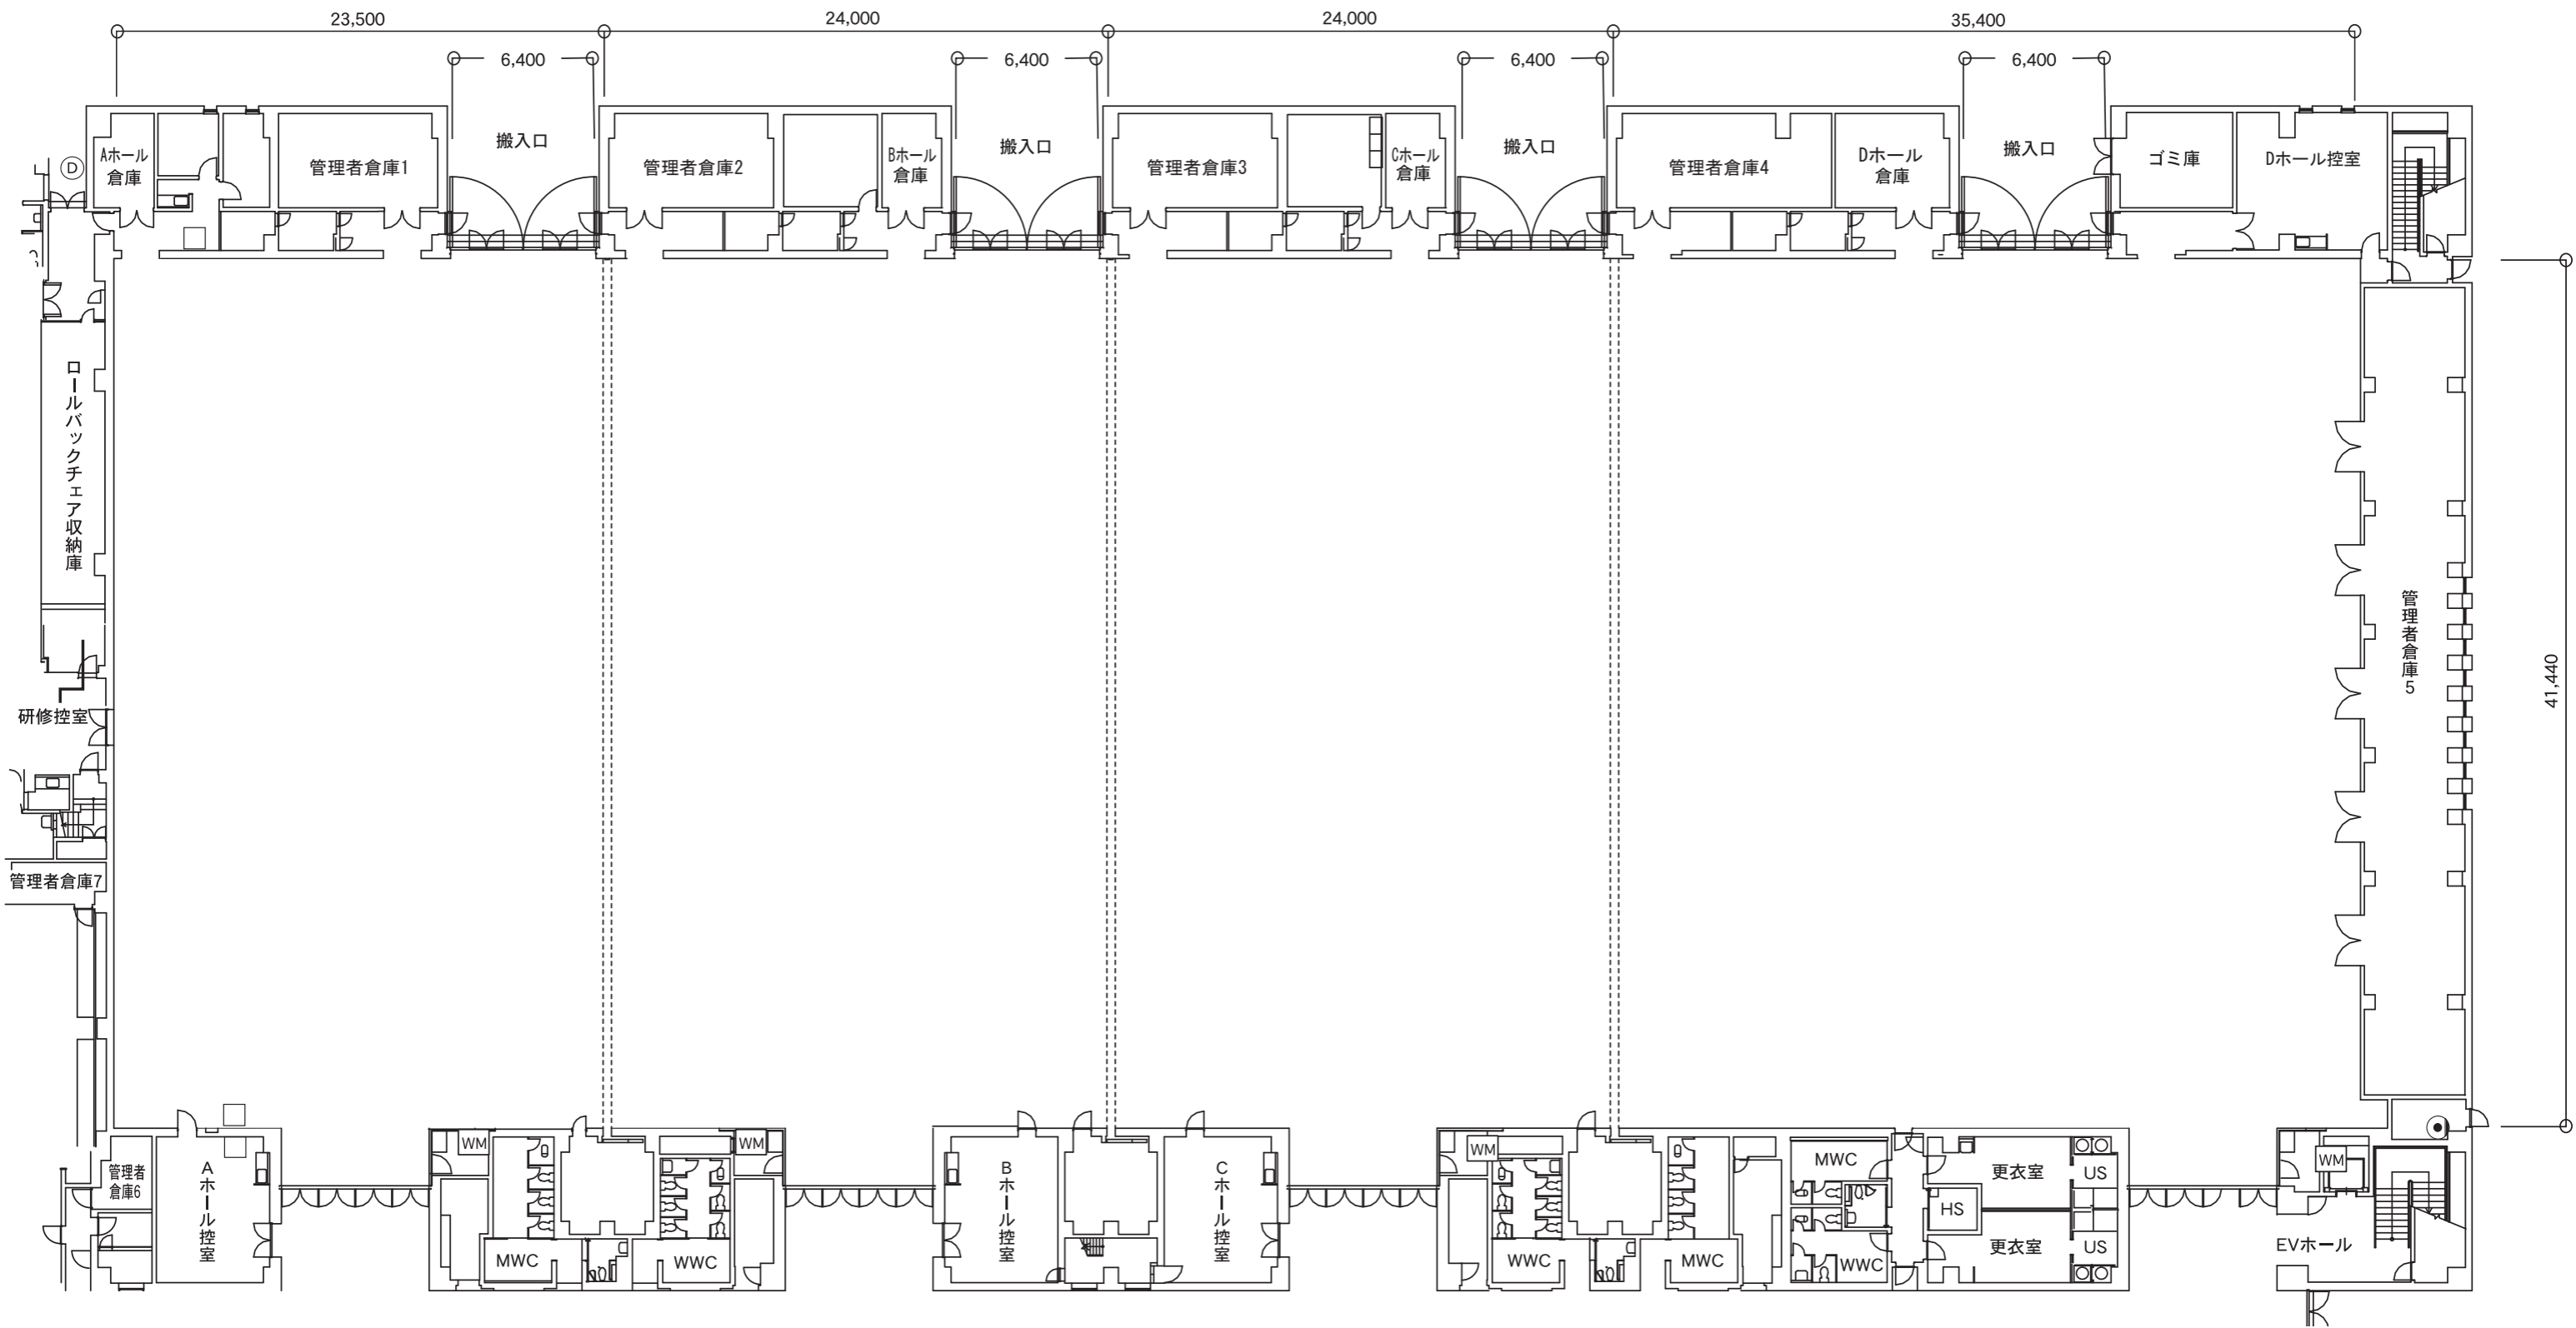 23,500
24,000
24,000
35,400
6,400
6,400
6,400
6,400
搬入口
搬入口
搬入口
搬入口
D
Aホール
倉庫
管理者倉庫1
管理者倉庫2
Bホール
倉庫
管理者倉庫3
Cホール
倉庫
管理者倉庫4
Dホール
倉庫
ゴミ庫
Dホール控室
ロールバックチェア収納庫
管理者倉庫5
41,440
研修控室
管理者倉庫7
管理者
倉庫6
Aホール控室
WM
MWC
WWC
WM
Bホール控室
Cホール控室
WM
WWC
MWC
MWC
WWC
更衣室
US
HS
更衣室
US
WM
EVホール